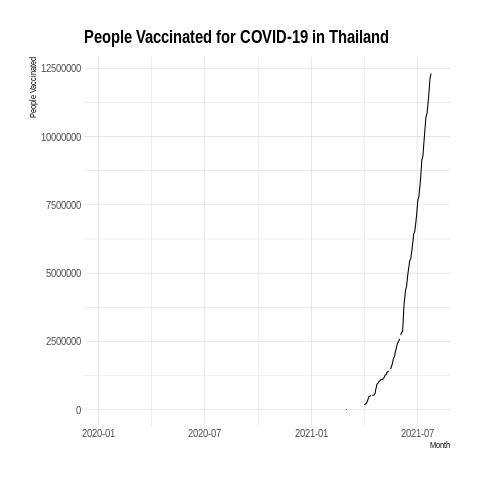 People Vaccinated for COVID-19 in Thailand
People Vaccinated
12500000
10000000
7500000
5000000
2500000
0
2020-01 2020-07 2021-01 2021-07
Month